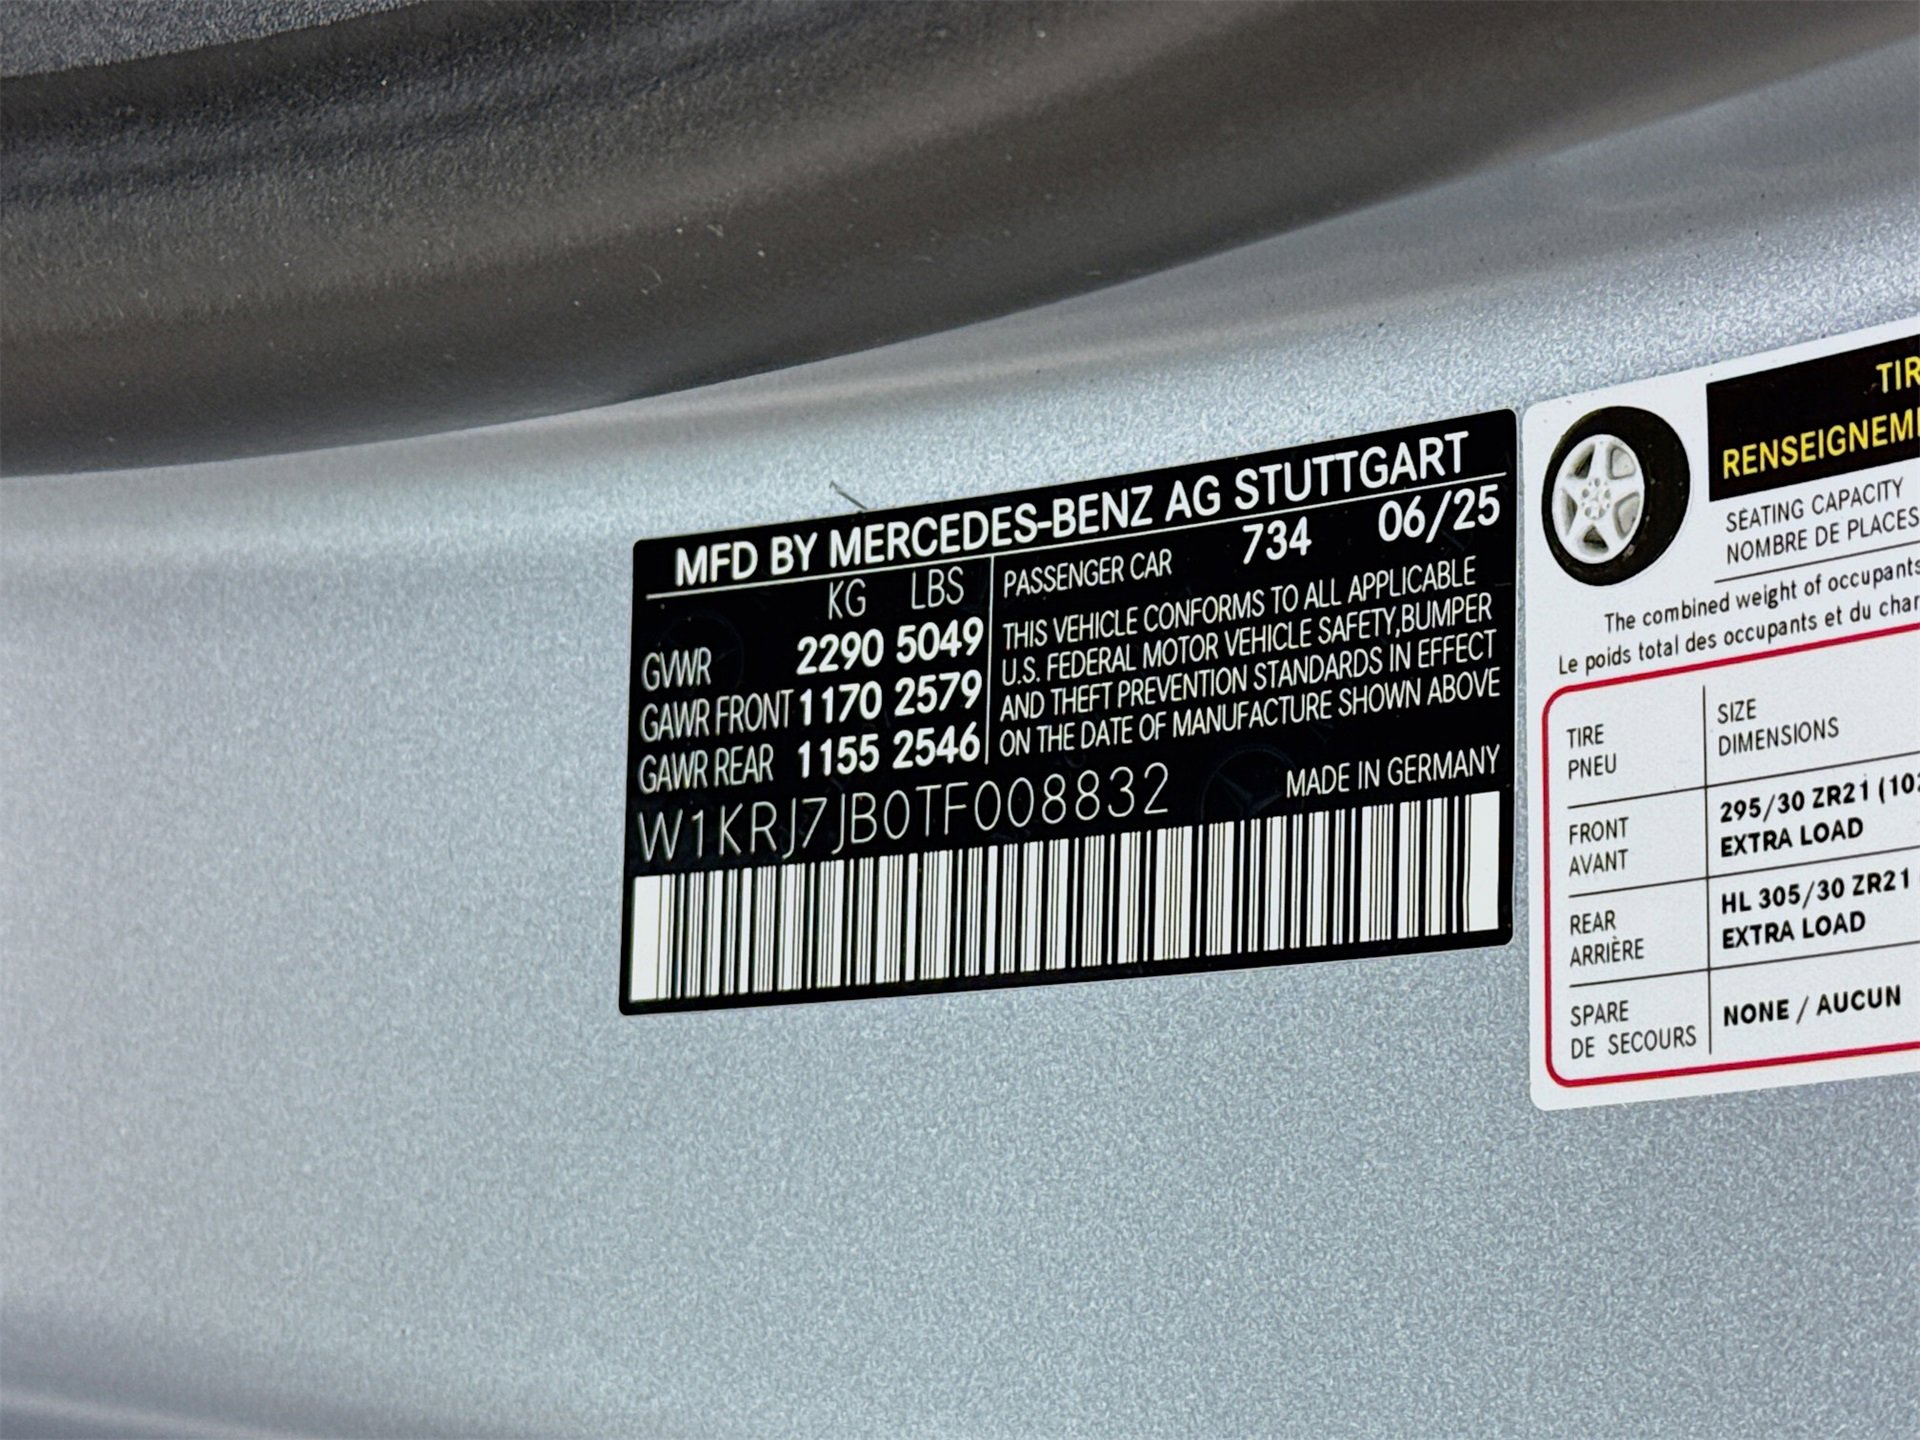 MFD BY MERCEDES-BENZ AG STUTTGART
KG LBS
GVWR 2290 5049
GAWR FRONT 1170 2579
GAWR REAR 1155 2546
PASSENGER CAR 734 06/25
THIS VEHICLE CONFORMS TO ALL APPLICABLE
U.S. FEDERAL MOTOR VEHICLE SAFETY,BUMPER
AND THEFT PREVENTION STANDARDS IN EFFECT
ON THE DATE OF MANUFACTURE SHOWN ABOVE
W1KRJ7JB0TF008832
MADE IN GERMANY
TIR
RENSEIGNEM
SEATING CAPACITY
NOMBRE DE PLACES
The combined weight of occupants
Le poids total des occupants et du char
TIRE
PNEU
SIZE
DIMENSIONS
FRONT
AVANT
295/30 ZR21 (102
EXTRA LOAD
REAR
ARRIÈRE
HL 305/30 ZR21
EXTRA LOAD
SPARE
DE SECOURS
NONE / AUCUN